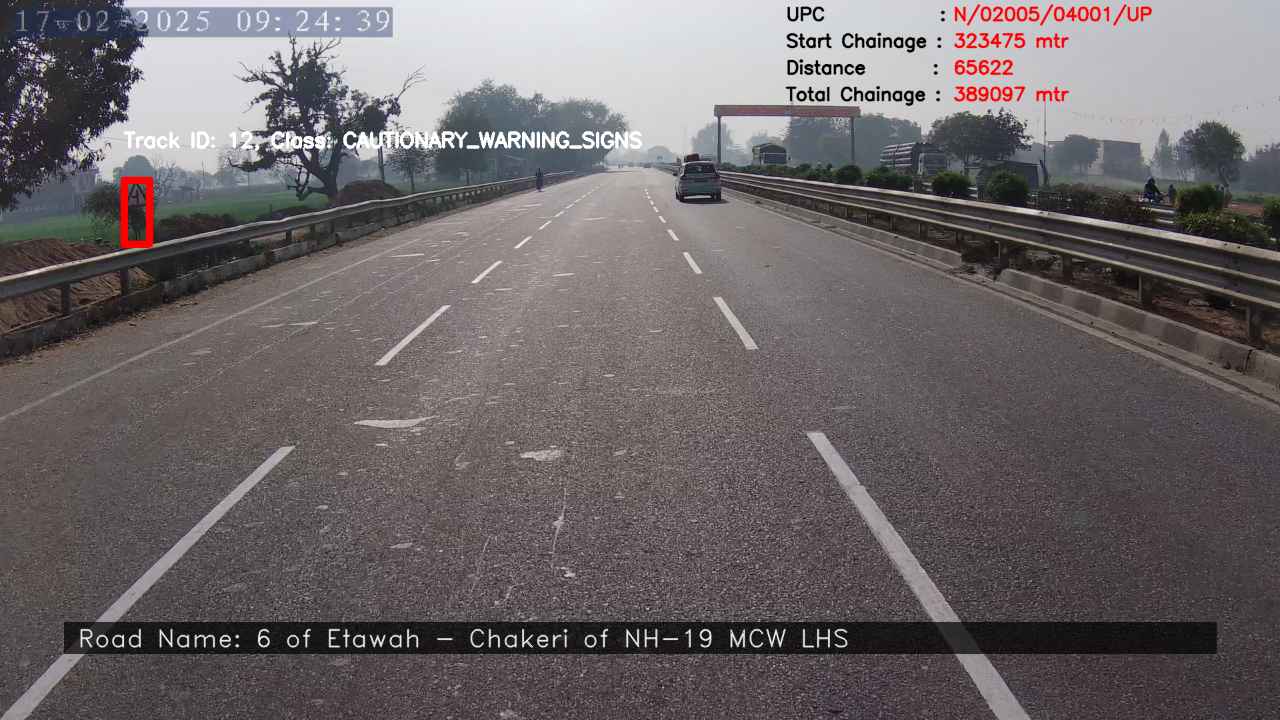 17-02-2025 09:24:39
UPC : N/02005/04001/UP
Start Chainage : 323475 mtr
Distance : 65622
Total Chainage : 389097 mtr
Track ID: 12, Class: CAUTIONARY_WARNING_SIGNS
Road Name: 6 of Etawah - Chakeri of NH-19 MCW LHS